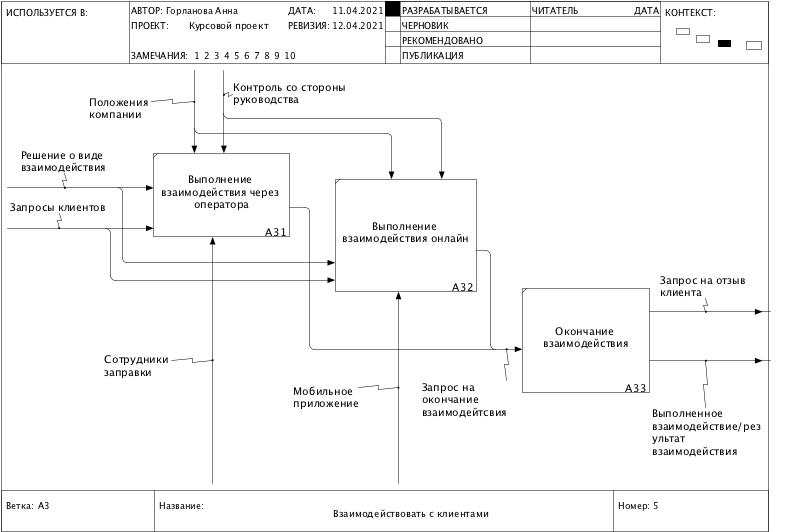 ИСПОЛЬЗУЕТСЯ В:
АВТОР: Горланова Анна
ДАТА: 11.04.2021
ПРОЕКТ: Курсовой проект
РЕВИЗИЯ: 12.04.2021
ЗАМЕЧАНИЯ: 1 2 3 4 5 6 7 8 9 10
РАЗРАБАТЫВАЕТСЯ
ЧЕРНОВИК
РЕКОМЕНДОВАНО
ПУБЛИКАЦИЯ
ЧИТАТЕЛЬ
ДАТА
КОНТЕКСТ:
Положения
компании
Контроль со стороны
руководства
Решение о виде
взаимодействия
Запросы клиентов
Выполнение
взаимодействия через
оператора
A31
Выполнение
взаимодействия онлайн
A32
Запрос на отзыв
клиента
Окончание
взаимодействия
A33
Сотрудники
заправки
Мобильное
приложение
Запрос на
окончание
взаимодейтсвия
Выполненное
взаимодействие/рез
ультат
взаимодействия
Ветка: A3
Название:
Взаимодействовать с клиентами
Номер: 5